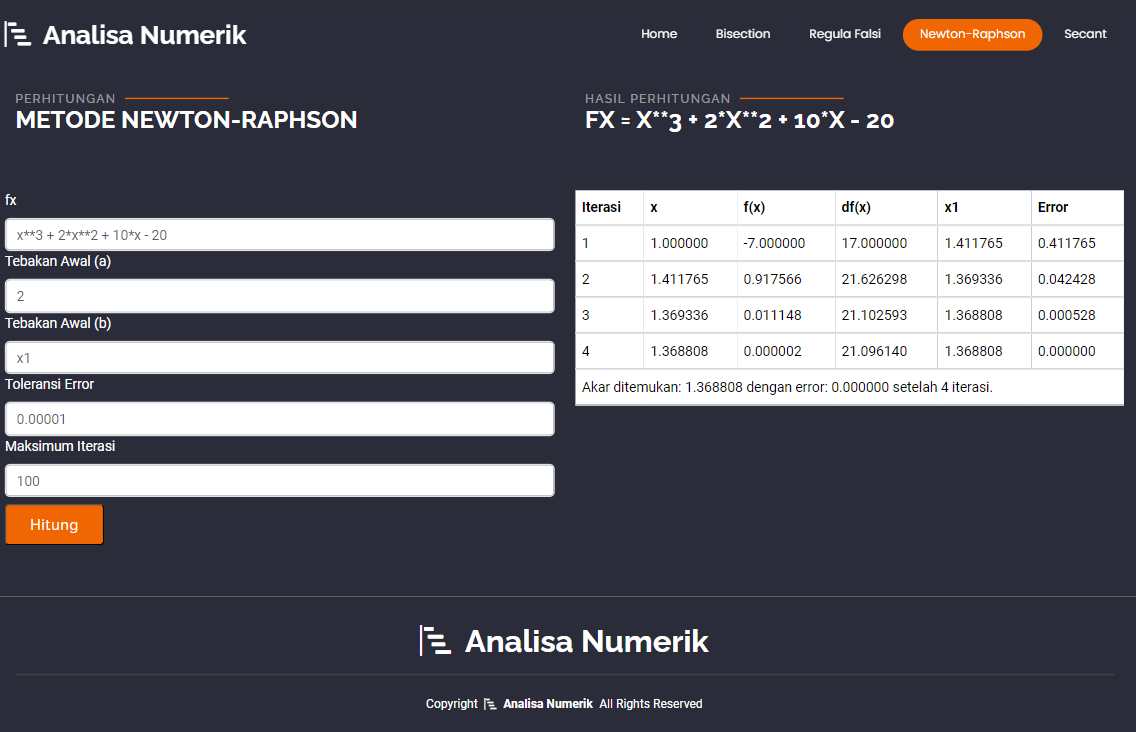 Analisa Numerik
Home Bisection Regula Falsi Newton-Raphson Secant
PERHITUNGAN
METODE NEWTON-RAPHSON
fx
x**3 + 2*x**2 + 10*x - 20
Tebakan Awal (a)
2
Tebakan Awal (b)
x1
Toleransi Error
0.00001
Maksimum Iterasi
100
Hitung
HASIL PERHITUNGAN
FX = X**3 + 2*X**2 + 10*X - 20
Iterasi x f(x) df(x) x1 Error
1 1.000000 -7.000000 17.000000 1.411765 0.411765
2 1.411765 0.917566 21.626298 1.369336 0.042428
3 1.369336 0.011148 21.102593 1.368808 0.000528
4 1.368808 0.000002 21.096140 1.368808 0.000000
Akar ditemukan: 1.368808 dengan error: 0.000000 setelah 4 iterasi.
Analisa Numerik
Copyright Analisa Numerik All Rights Reserved